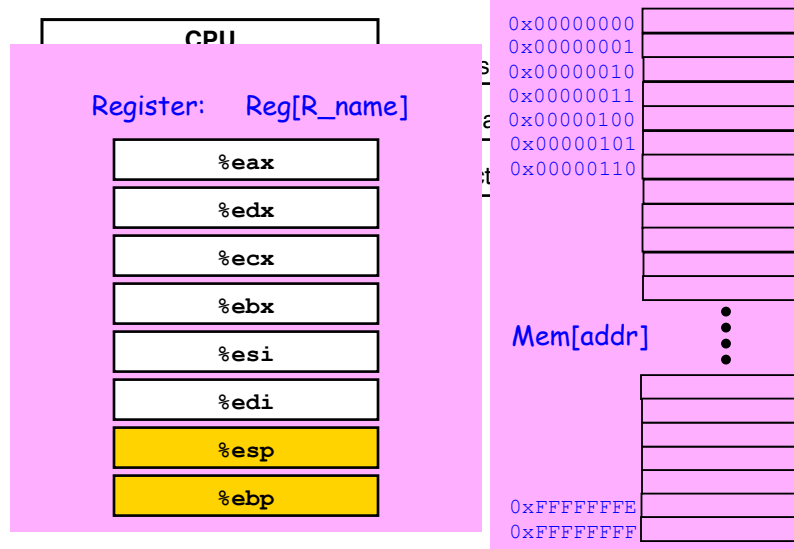 CPU
Register: Reg[R_name]
%eax
%edx
%ecx
%ebx
%esi
%edi
%esp
%ebp
0x00000000
0x00000001
0x00000010
0x00000011
0x00000100
0x00000101
0x00000110
Mem[addr]
0xFFFFFFFE
0xFFFFFFFF